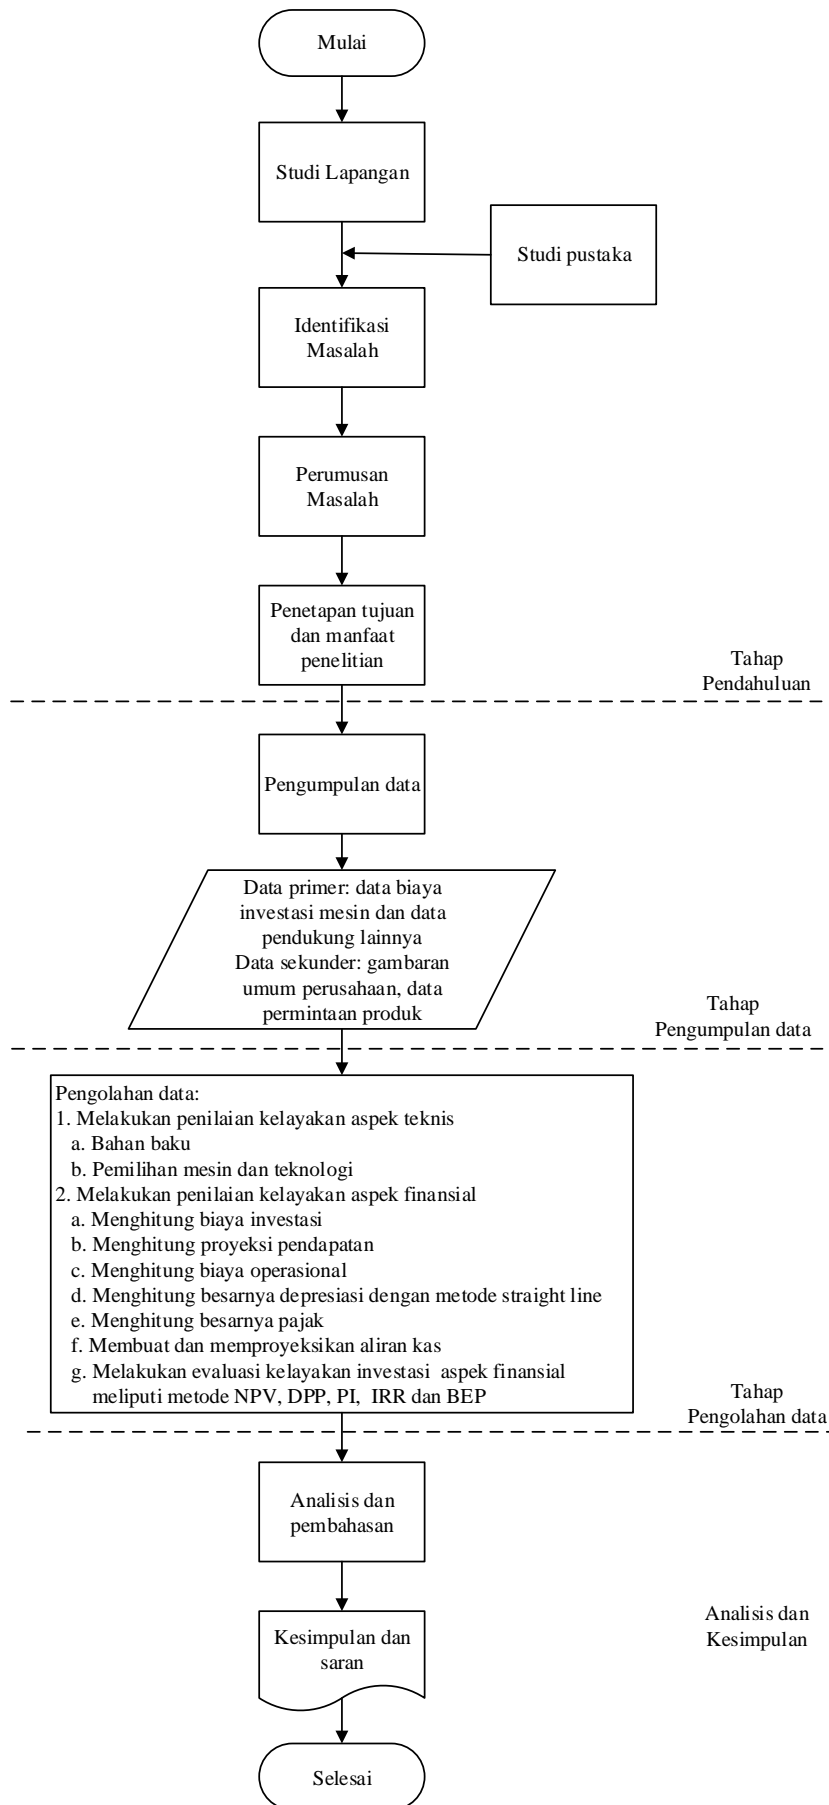 Mulai
Studi Lapangan
Studi pustaka
Identifikasi
Masalah
Perumusan
Masalah
Penetapan tujuan
dan manfaat
penelitian
Tahap
Pendahuluan
Pengumpulan data
Data primer: data biaya
investasi mesin dan data
pendukung lainnya
Data sekunder: gambaran
umum perusahaan, data
permintaan produk
Tahap
Pengumpulan data
Pengolahan data:
1. Melakukan penilaian kelayakan aspek teknis
a. Bahan baku
b. Pemilihan mesin dan teknologi
2. Melakukan penilaian kelayakan aspek finansial
a. Menghitung biaya investasi
b. Menghitung proyeksi pendapatan
c. Menghitung biaya operasional
d. Menghitung besarnya depresiasi dengan metode straight line
e. Menghitung besarnya pajak
f. Membuat dan memproyeksikan aliran kas
g. Melakukan evaluasi kelayakan investasi aspek finansial
meliputi metode NPV, DPP, PI, IRR dan BEP
Tahap
Pengolahan data
Analisis dan
pembahasan
Kesimpulan dan
saran
Analisis dan
Kesimpulan
Selesai